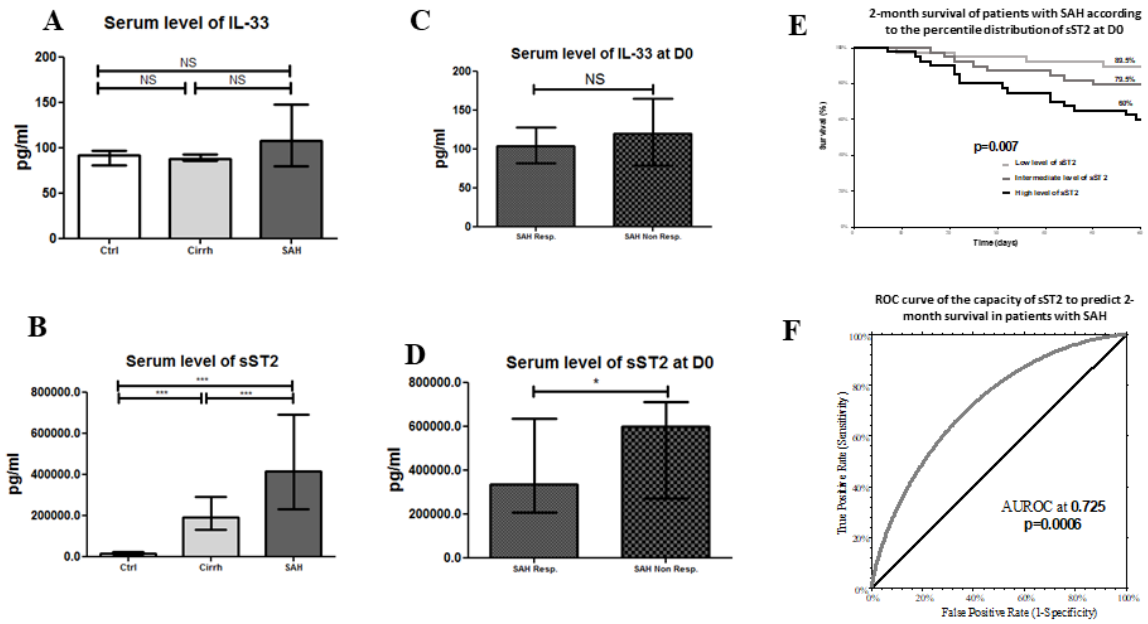 A
Serum level of IL-33
pg/ml
200
150
100
50
0
NS
NS
NS
Ctrl
Cirrh
SAH
C
Serum level of IL-33 at D0
pg/ml
200
150
100
50
0
NS
SAH Resp.
SAH Non Resp.
E
2-month survival of patients with SAH according
to the percentile distribution of sST2 at D0
Survival (%)
89.5%
79.5%
60%
p=0.007
Low level of sST2
Intermediate level of sST2
High level of sST2
Time (days)
B
Serum level of sST2
pg/ml
800000.0
600000.0
400000.0
200000.0
0.0
***
***
***
Ctrl
Cirrh
SAH
D
Serum level of sST2 at D0
pg/ml
800000.0
600000.0
400000.0
200000.0
0.0
*
SAH Resp.
SAH Non Resp.
F
ROC curve of the capacity of sST2 to predict 2-
month survival in patients with SAH
True Positive Rate (Sensitivity)
100%
80%
60%
40%
20%
0%
AUROC at 0.725
p=0.0006
0%
20%
40%
60%
80%
100%
False Positive Rate (1-Specificity)